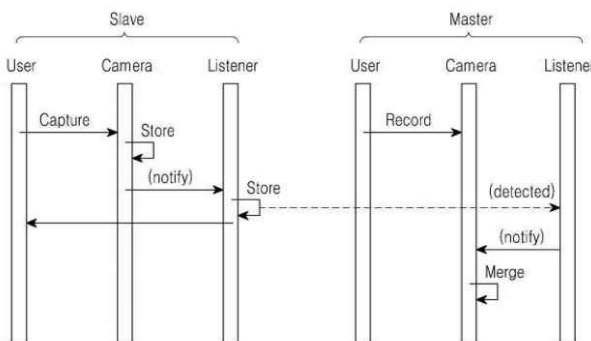 Slave Master
User Camera Listener User Camera Listener
Capture Record
Store
(notify) Store (detected)
(notify)
Merge